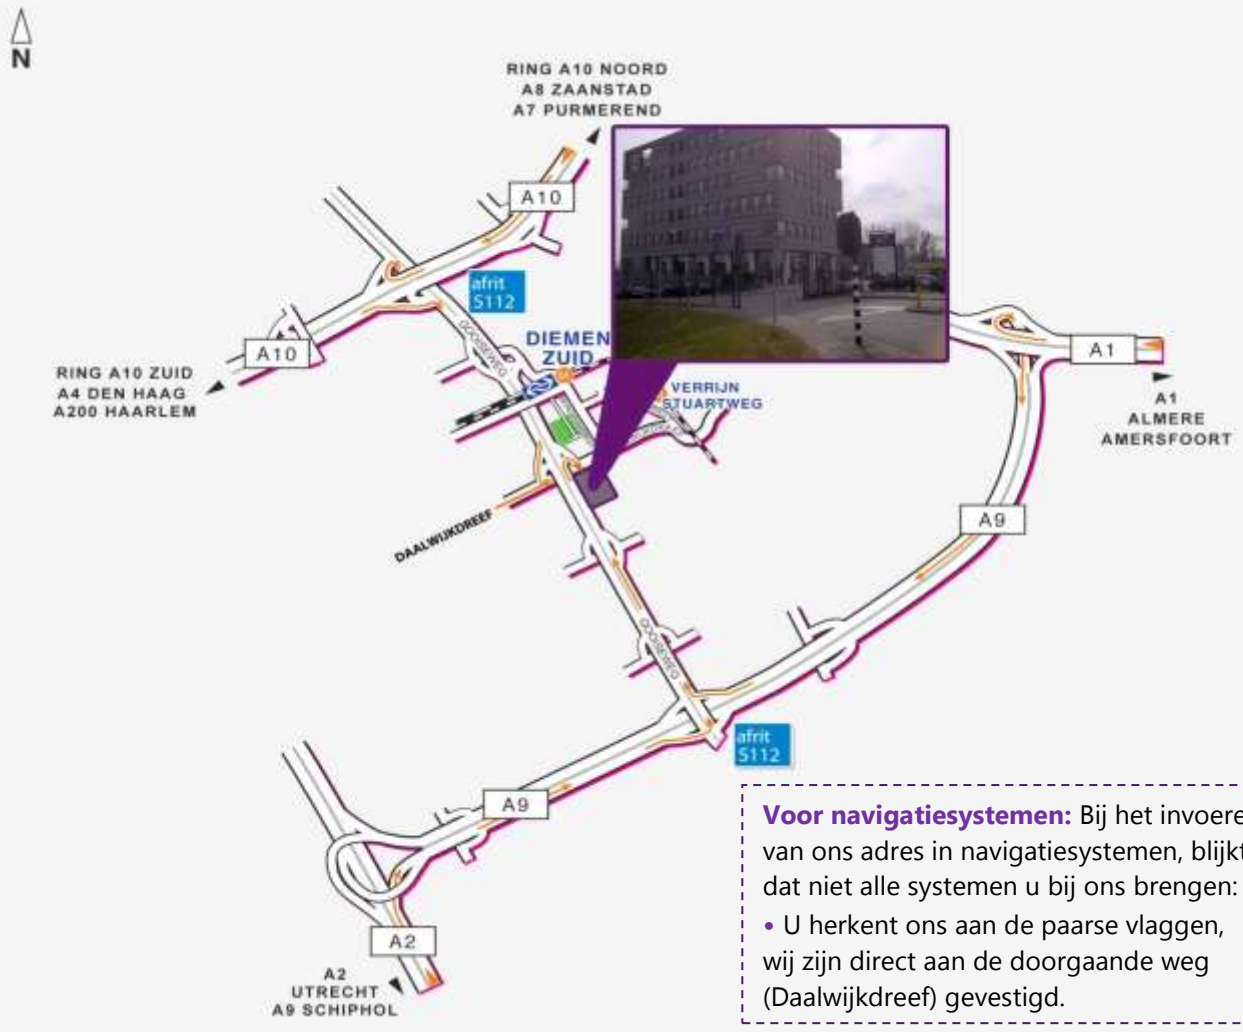 N
RING A10 NOORD
A8 ZAANSTAD
A7 PURMEREND
A10
afrit
S112
GOOISEWEG
DIEMEN
ZUID
A10
RING A10 ZUID
A4 DEN HAAG
A200 HAARLEM
A1
A1
ALMERE
AMERSFOORT
VERRIJN
STUARTWEG
A9
DAALWIJKDREEF
GOOISEWEG
afrit
S112
A9
A2
A2
UTRECHT
A9 SCHIPHOL
Voor navigatiesystemen: Bij het invoere
van ons adres in navigatiesystemen, blijkt
dat niet alle systemen u bij ons brengen:
• U herkent ons aan de paarse vlaggen,
wij zijn direct aan de doorgaande weg
(Daalwijkdreef) gevestigd.